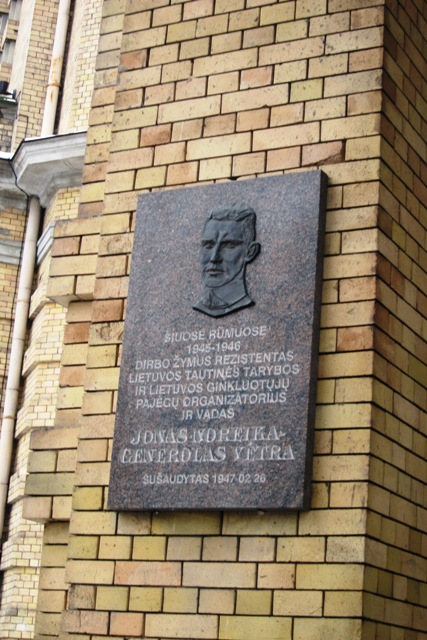 ŠIUOSE RŪMUOSE
1945-1946
DIRBO ŽYMUS REZISTENTAS
LIETUVOS TAUTINĖS TARYBOS
IR LIETUVOS GINKLUOTŲJŲ
PAJĖGŲ ORGANIZATORIUS
IR VADAS
JONAS NOREIKA-
GENEROLAS VĖTRA
SUŠAUDYTAS 1947 02 26